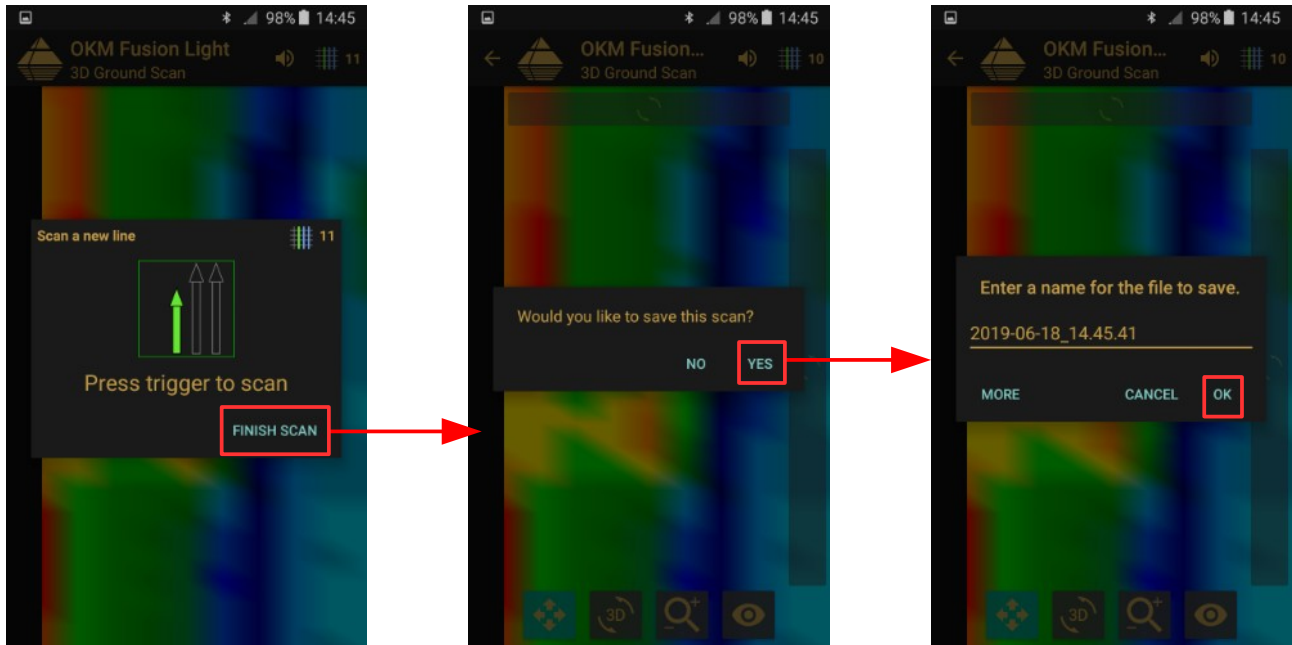 98% 14:45
OKM Fusion Light
3D Ground Scan
11
Scan a new line
11
Press trigger to scan
FINISH SCAN
98% 14:45
OKM Fusion...
3D Ground Scan
10
Would you like to save this scan?
NO YES
3D
98% 14:45
OKM Fusion...
3D Ground Scan
10
Enter a name for the file to save.
2019-06-18_14.45.41
MORE CANCEL OK
3D